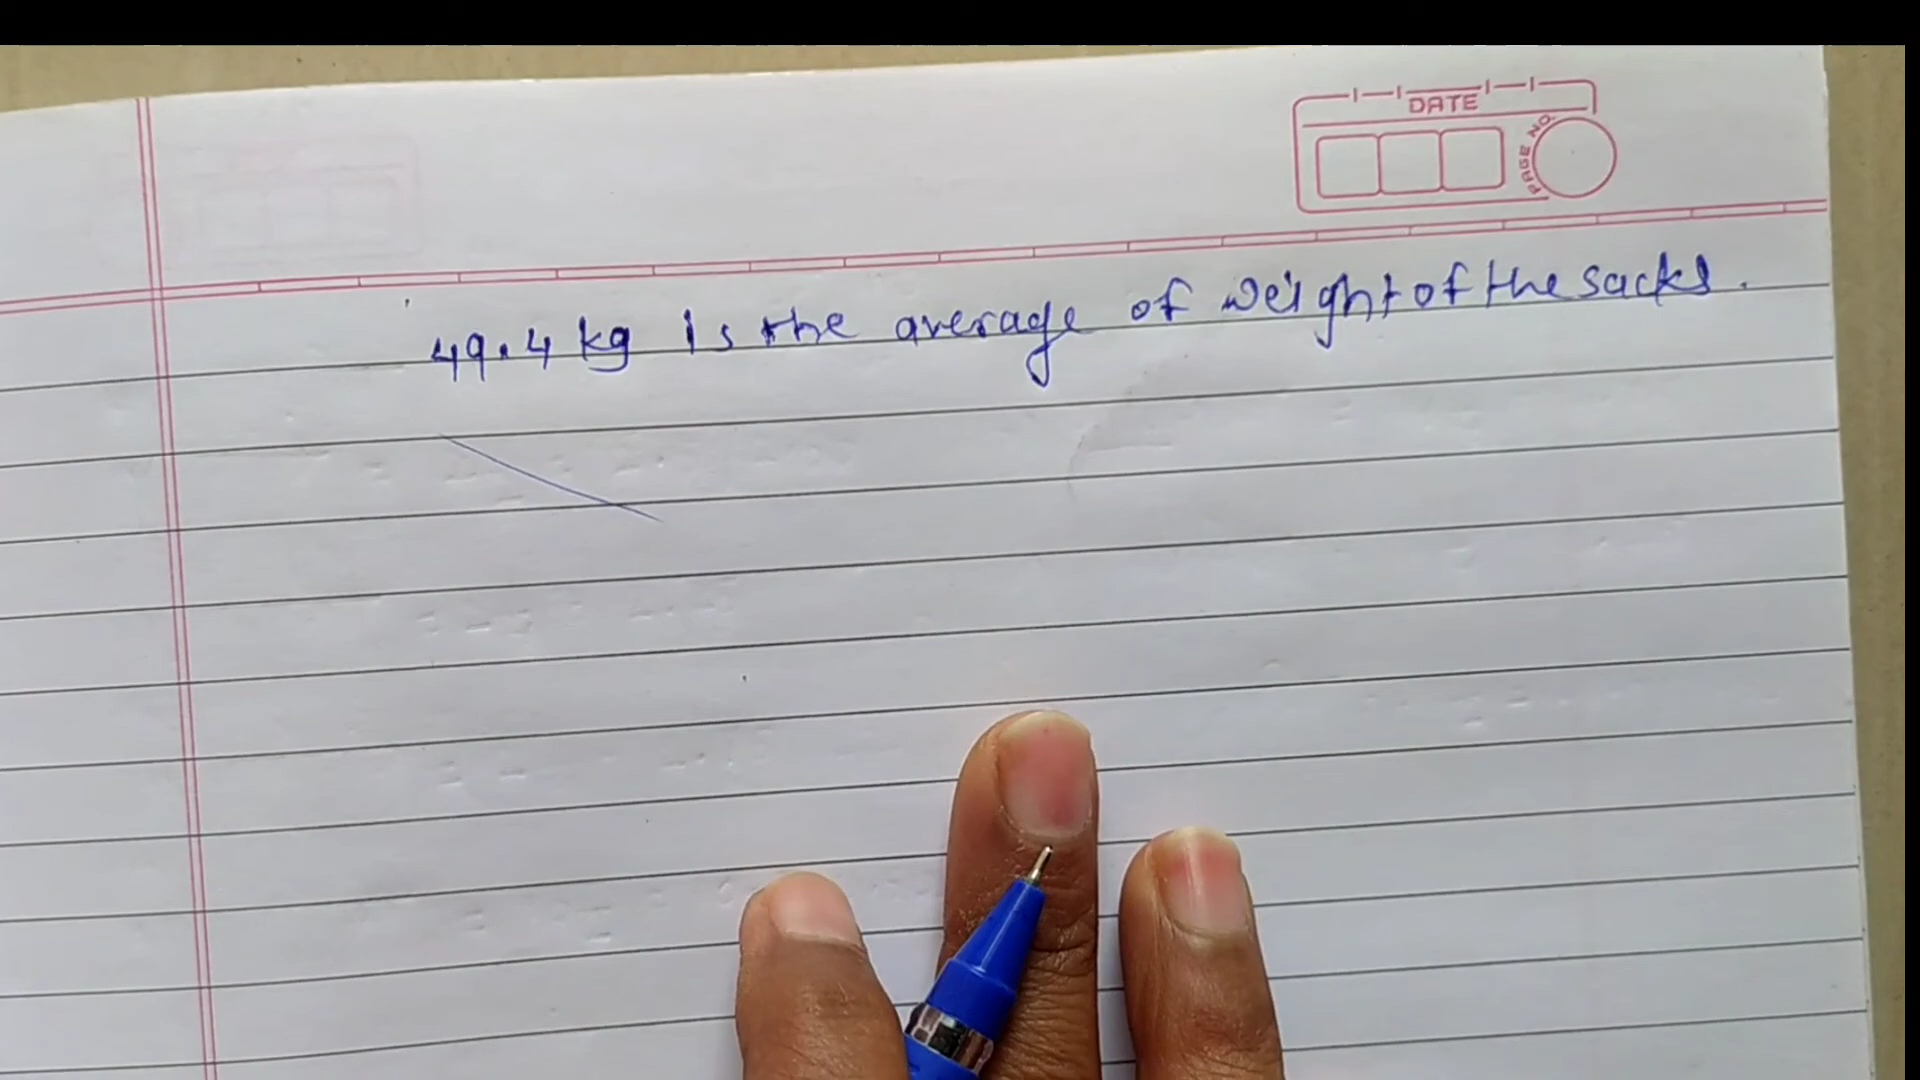 DATE
PAGE NO.
49.4 kg is the average of weight of the sacks.